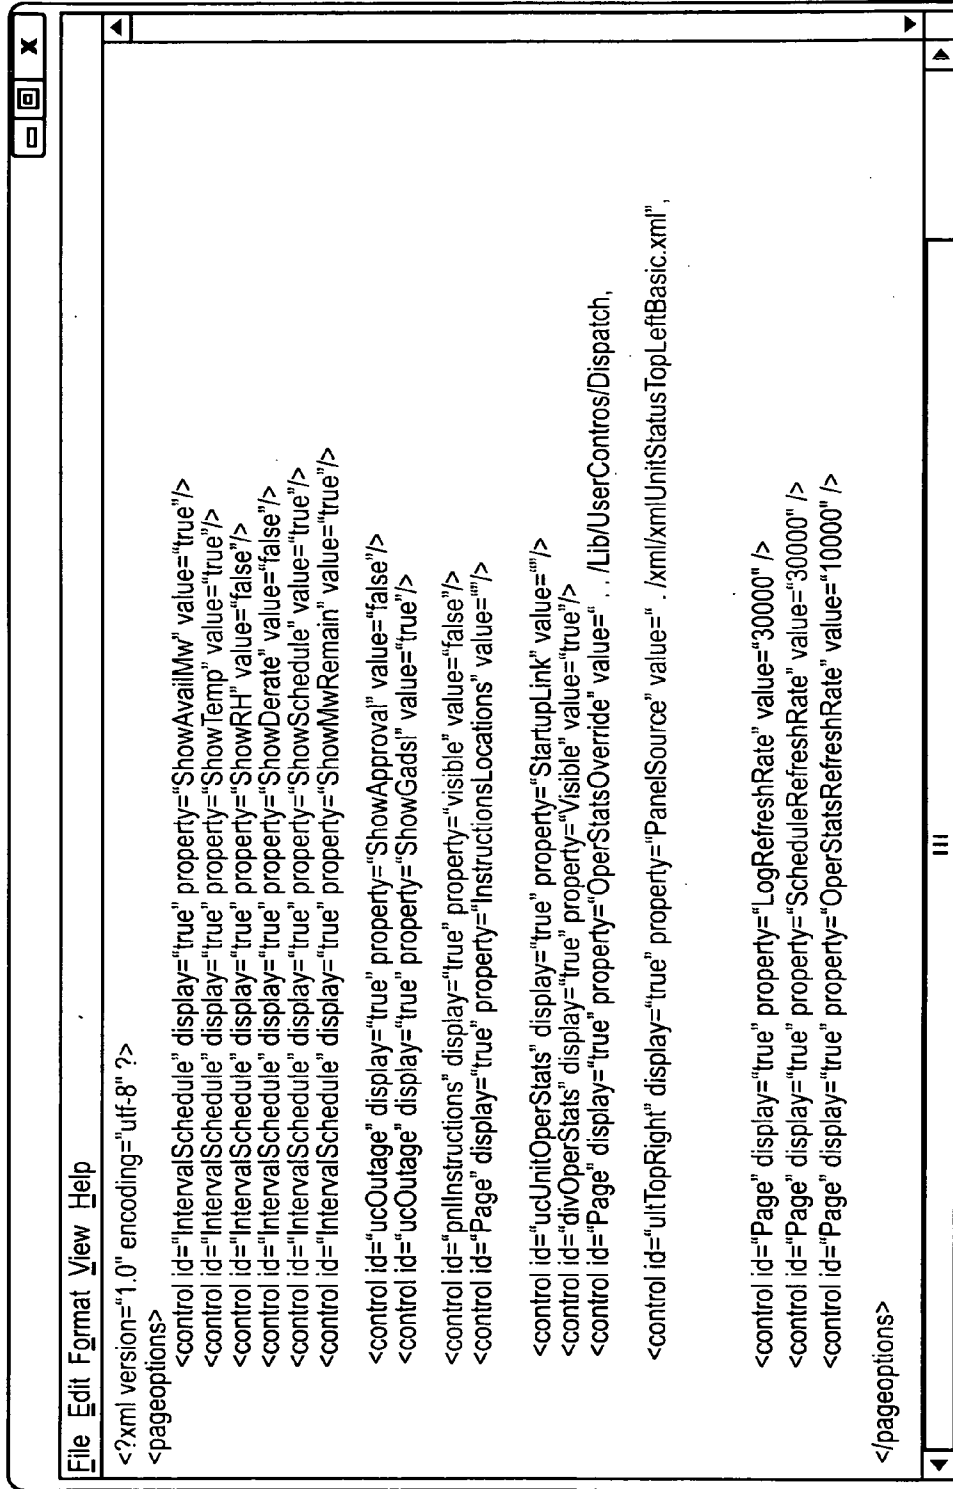 File Edit Format View Help
<?xml version="1.0" encoding="utf-8" ?>
<pageoptions>
<control id="IntervalSchedule" display="true" property="ShowAvailMw" value="true"/>
<control id="IntervalSchedule" display="true" property="ShowTemp" value="true"/>
<control id="IntervalSchedule" display="true" property="ShowRH" value="false"/>
<control id="IntervalSchedule" display="true" property="ShowDerate" value="false"/>
<control id="IntervalSchedule" display="true" property="ShowSchedule" value="true"/>
<control id="IntervalSchedule" display="true" property="ShowMwRemain" value="true"/>
<control id="ucOutage" display="true" property="ShowApproval" value="false"/>
<control id="ucOutage" display="true" property="ShowGadsl" value="true"/>
<control id="pnlInstructions" display="true" property="visible" value="false"/>
<control id="Page" display="true" property="InstructionsLocations" value=""/>
<control id="ucUnitOperStats" display="true" property="StartupLink" value=""/>
<control id="divOperStats" display="true" property="Visible" value="true"/>
<control id="Page" display="true" property="OperStatsOverride" value=" . . /Lib/UserContros/Dispatch,
<control id="ultTopRight" display="true" property="PanelSource" value=" . /xml/xmlUnitStatusTopLeftBasic.xml",
<control id="Page" display="true" property="LogRefreshRate" value="30000" />
<control id="Page" display="true" property="ScheduleRefreshRate" value="30000" />
<control id="Page" display="true" property="OperStatsRefreshRate" value="10000" />
</pageoptions>